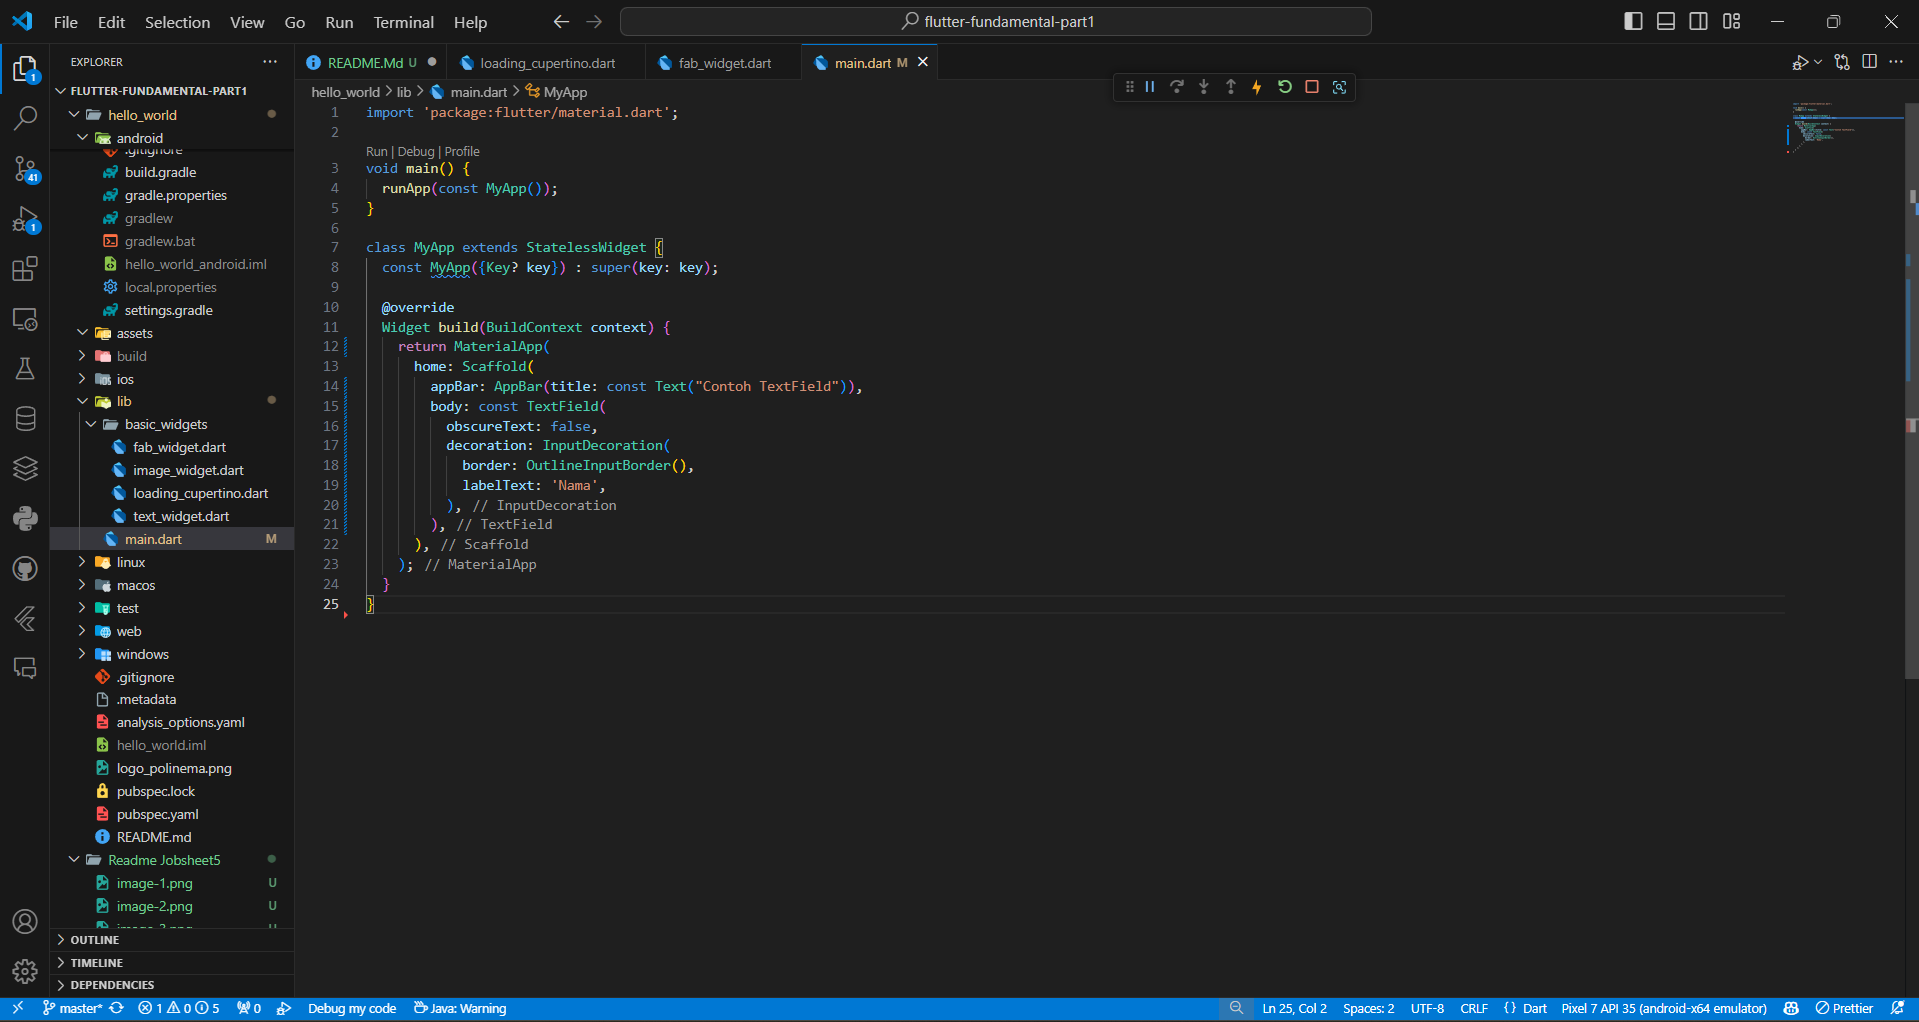 File Edit Selection View Go Run Terminal Help
flutter-fundamental-part1
EXPLORER
FLUTTER-FUNDAMENTAL-PART1
hello_world
android
.gitignore
build.gradle
gradle.properties
gradlew
gradlew.bat
hello_world_android.iml
local.properties
settings.gradle
assets
build
ios
lib
basic_widgets
fab_widget.dart
image_widget.dart
loading_cupertino.dart
text_widget.dart
main.dart M
linux
macos
test
web
windows
.gitignore
.metadata
analysis_options.yaml
hello_world.iml
logo_polinema.png
pubspec.lock
pubspec.yaml
README.md
Readme Jobsheet5
image-1.png U
image-2.png U
OUTLINE
TIMELINE
DEPENDENCIES
1
41
1
README.Md U
loading_cupertino.dart
fab_widget.dart
main.dart M
hello_world > lib > main.dart > MyApp
1 import 'package:flutter/material.dart';
2
Run | Debug | Profile
3 void main() {
4 runApp(const MyApp());
5 }
6
7 class MyApp extends StatelessWidget {
8 const MyApp({Key? key}) : super(key: key);
9
10 @override
11 Widget build(BuildContext context) {
12 return MaterialApp(
13 home: Scaffold(
14 appBar: AppBar(title: const Text("Contoh TextField")),
15 body: const TextField(
16 obscureText: false,
17 decoration: InputDecoration(
18 border: OutlineInputBorder(),
19 labelText: 'Nama',
20 ), // InputDecoration
21 ), // TextField
22 ), // Scaffold
23 ); // MaterialApp
24 }
25 }
master* 1 0 5 0 Debug my code Java: Warning
Ln 25, Col 2 Spaces: 2 UTF-8 CRLF {} Dart Pixel 7 API 35 (android-x64 emulator) Prettier